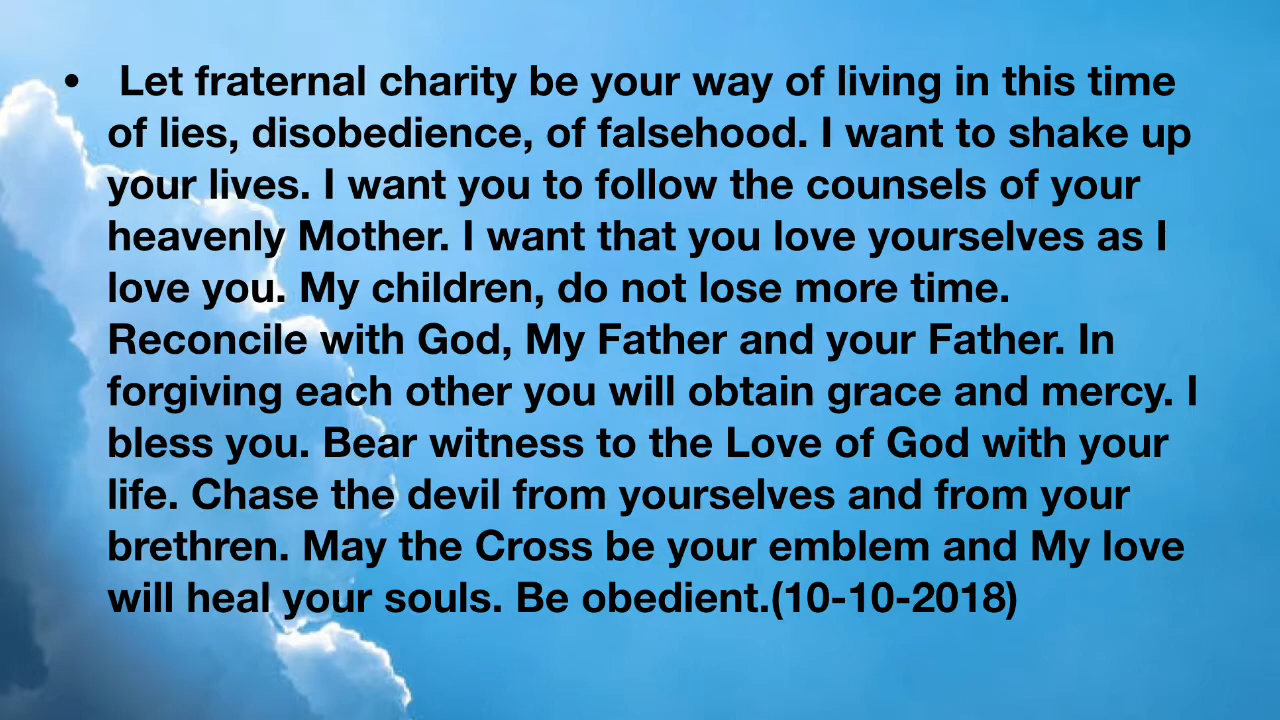 • Let fraternal charity be your way of living in this time
of lies, disobedience, of falsehood. I want to shake up
your lives. I want you to follow the counsels of your
heavenly Mother. I want that you love yourselves as I
love you. My children, do not lose more time.
Reconcile with God, My Father and your Father. In
forgiving each other you will obtain grace and mercy. I
bless you. Bear witness to the Love of God with your
life. Chase the devil from yourselves and from your
brethren. May the Cross be your emblem and My love
will heal your souls. Be obedient.(10-10-2018)